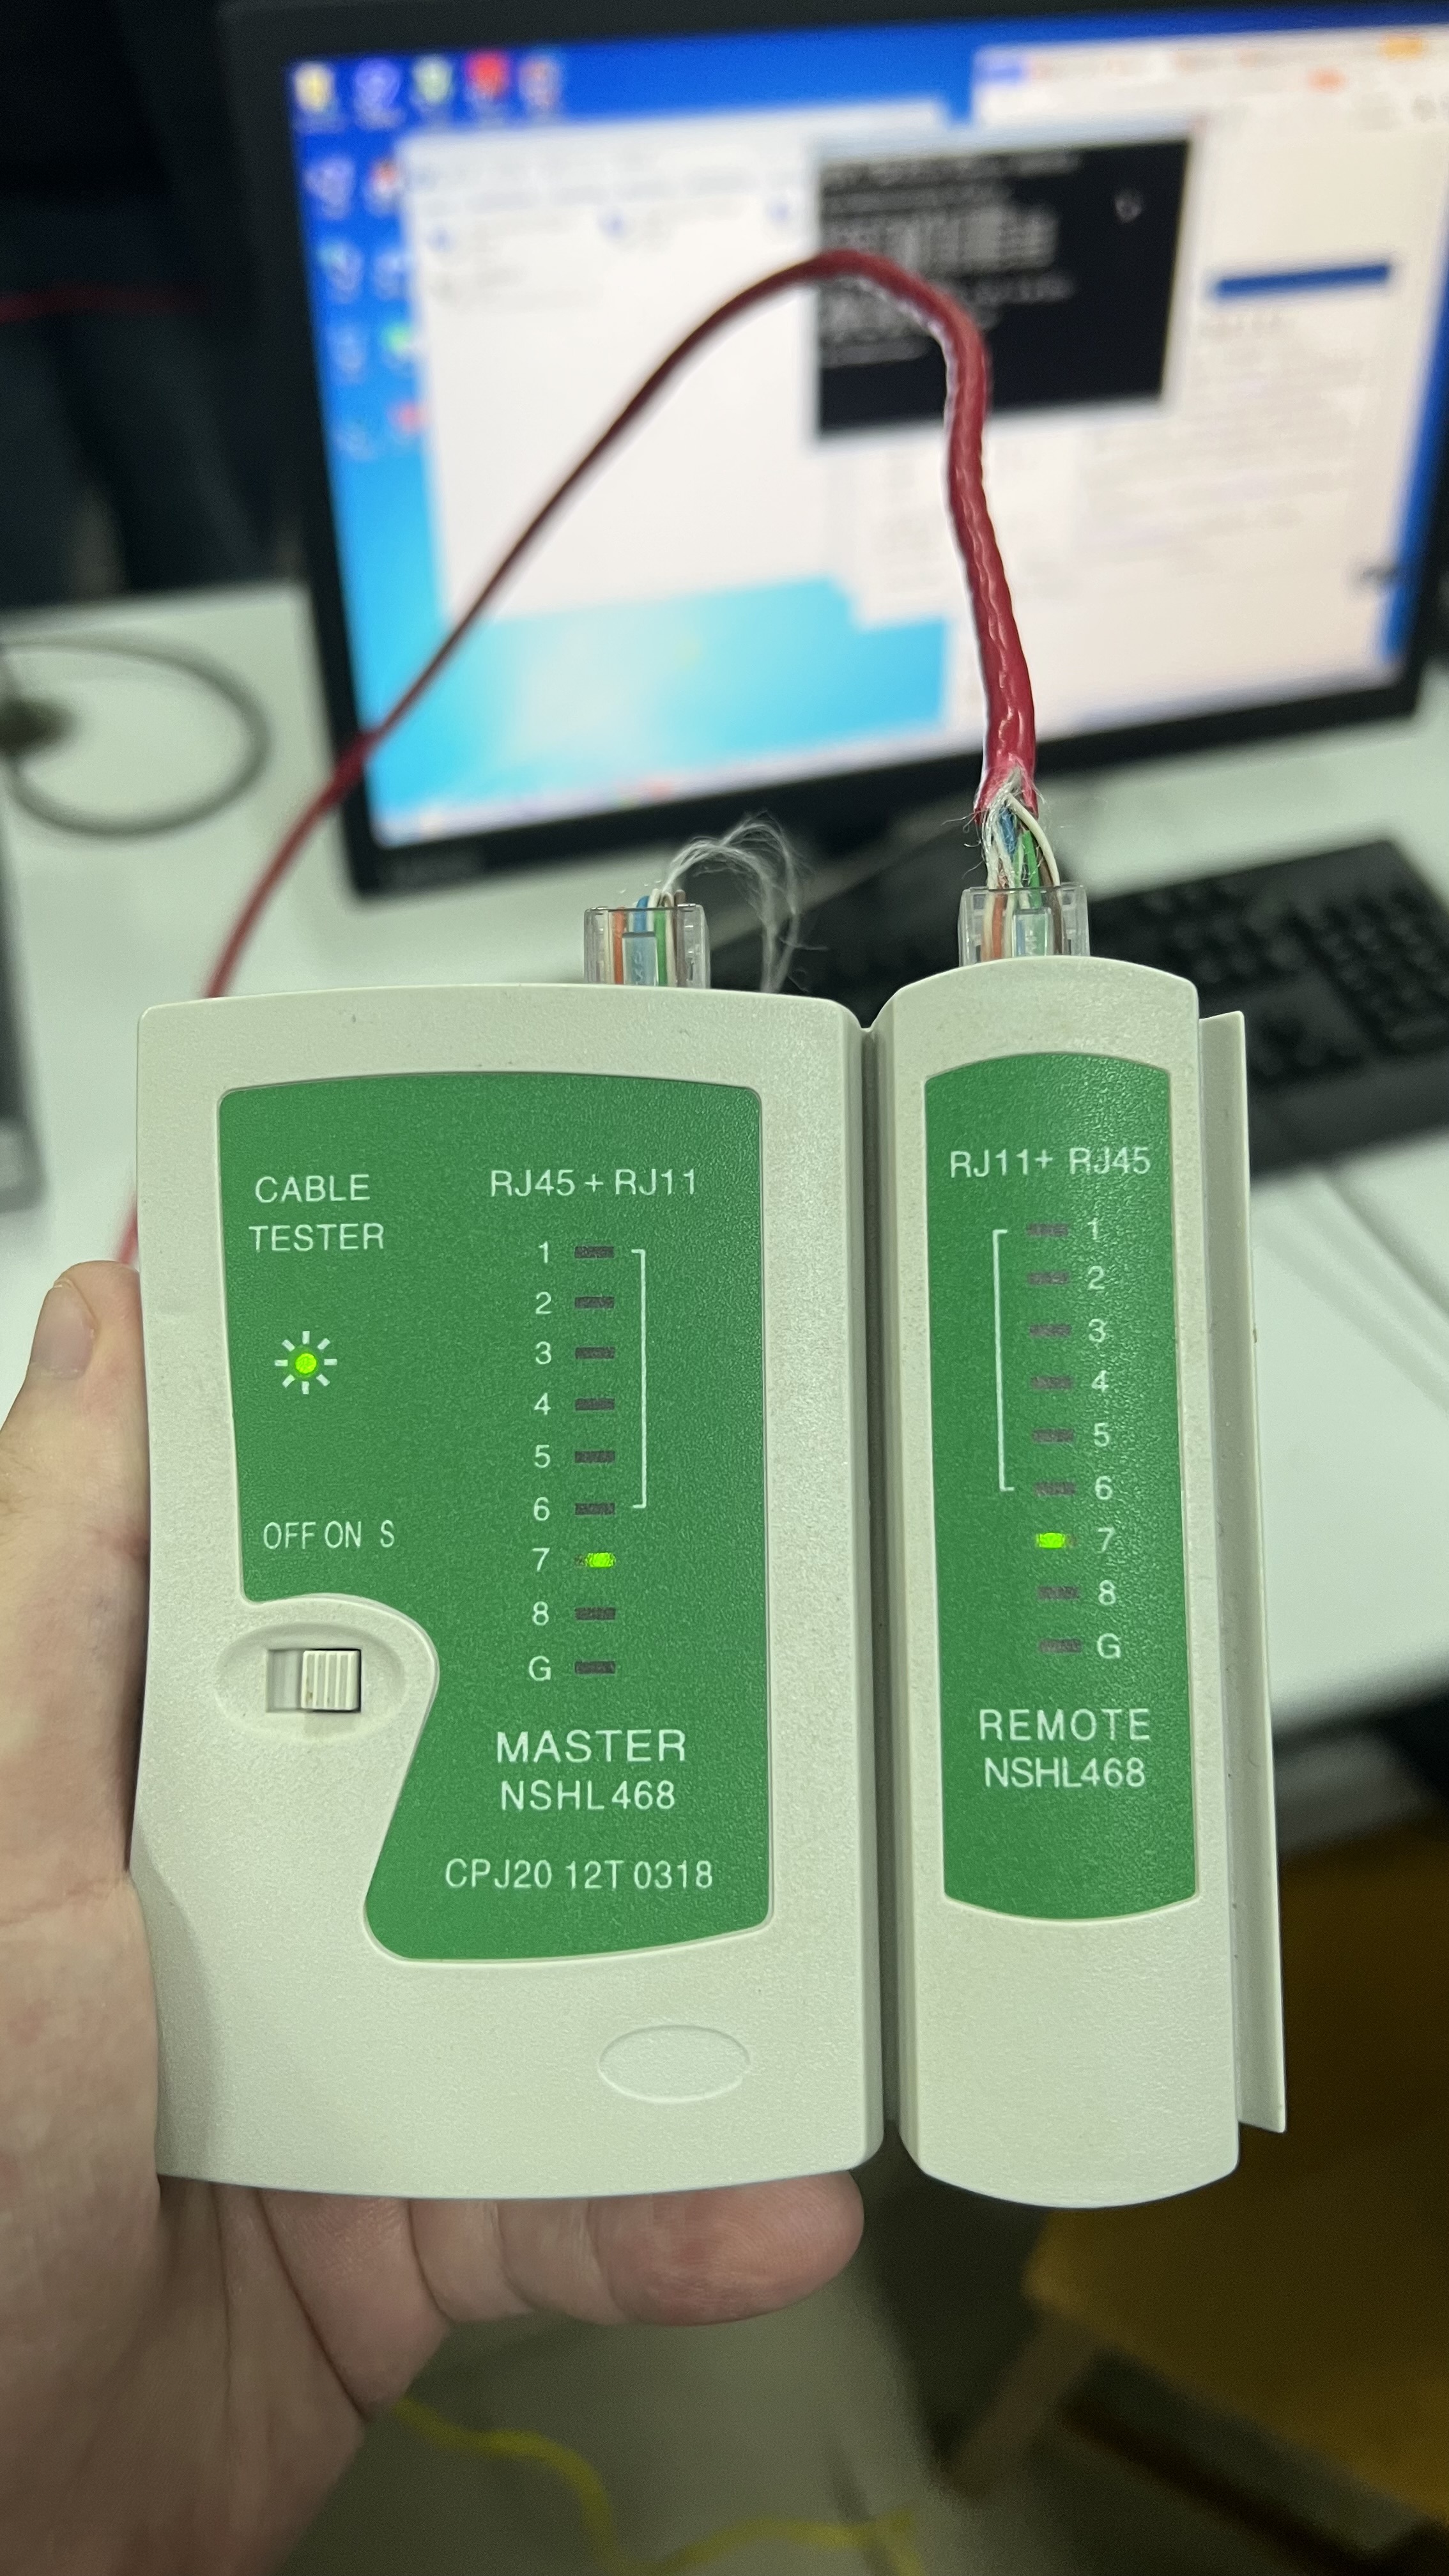 CABLE
TESTER
OFF ON S
RJ45 + RJ11
1
2
3
4
5
6
7
8
G
MASTER
NSHL468
CPJ20 12T 0318
RJ11+ RJ45
1
2
3
4
5
6
7
8
G
REMOTE
NSHL468